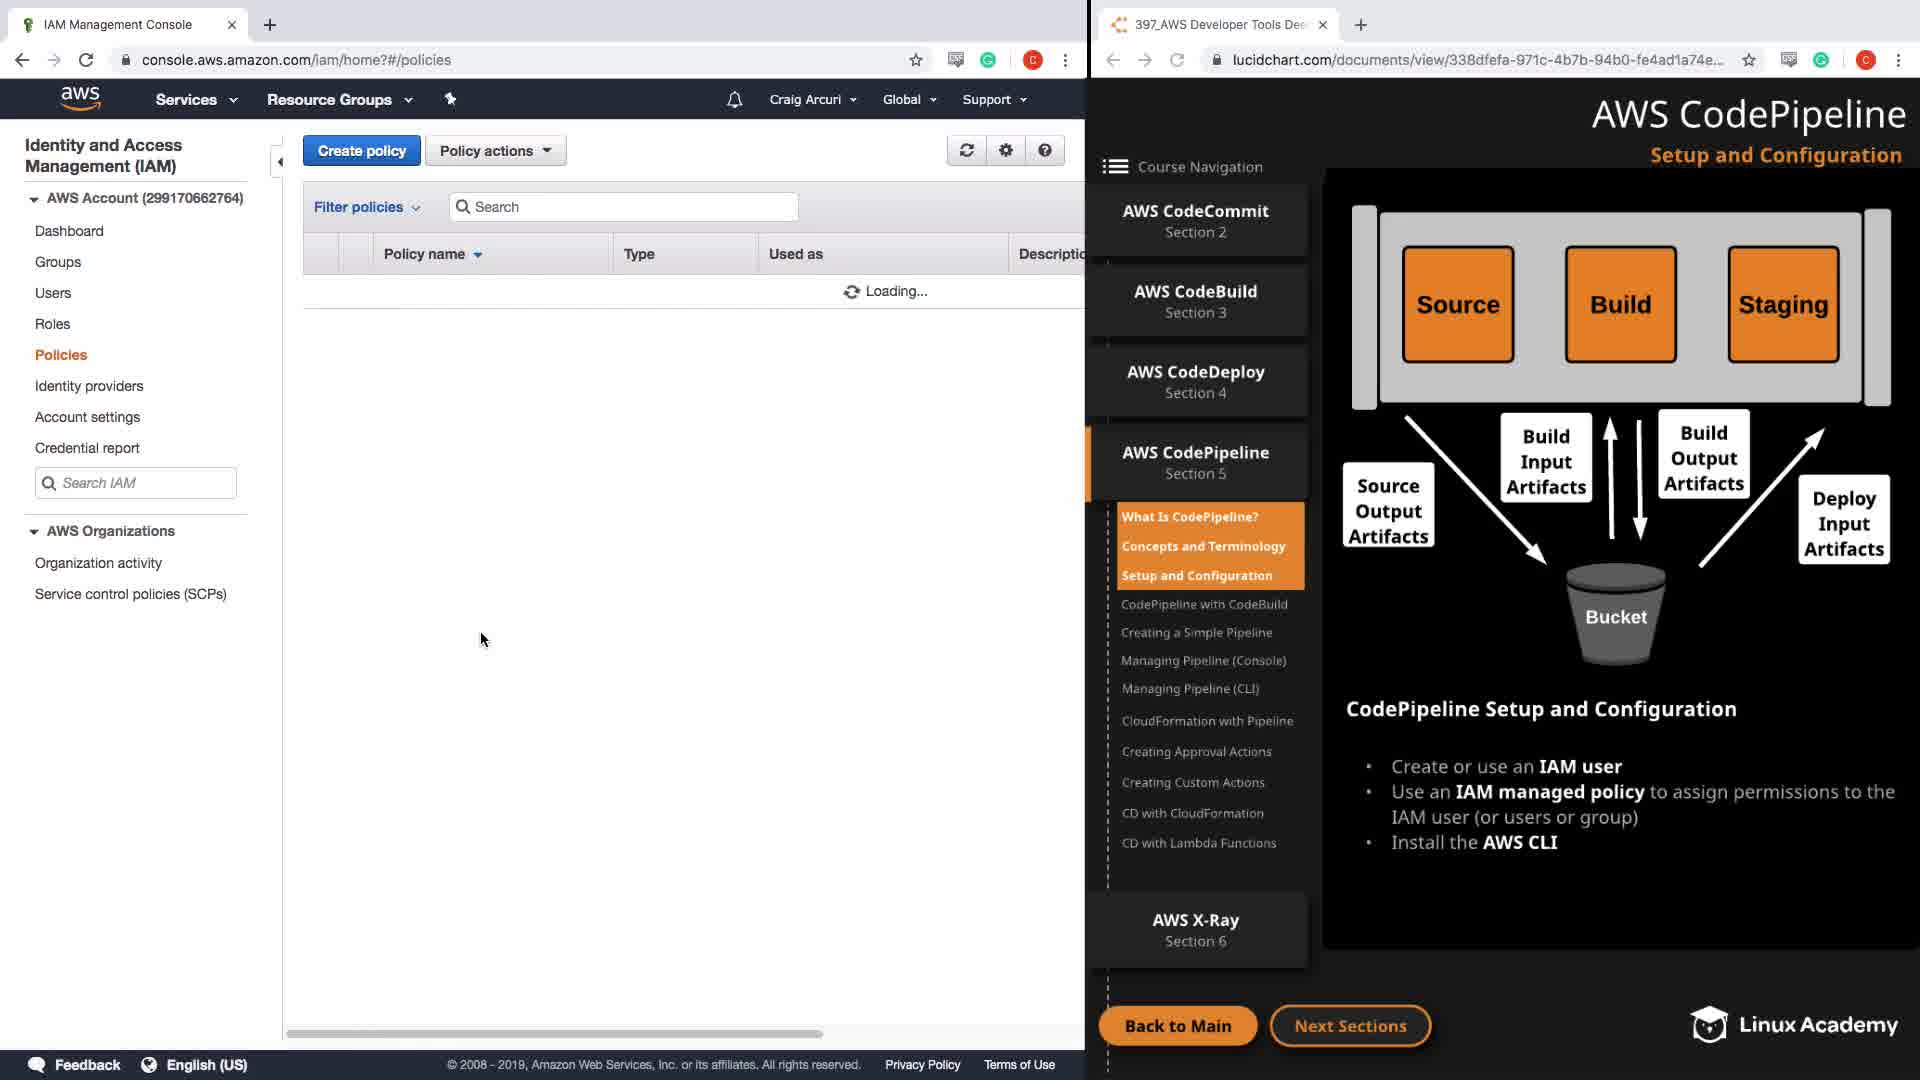 IAM Management Console
console.aws.amazon.com/iam/home?#/policies
aws
Services
Resource Groups
Craig Arcuri
Global
Support
Identity and Access
Management (IAM)
AWS Account (299170662764)
Dashboard
Groups
Users
Roles
Policies
Identity providers
Account settings
Credential report
Search IAM
AWS Organizations
Organization activity
Service control policies (SCPs)
Create policy
Policy actions
Filter policies
Search
Policy name
Type
Used as
Descriptio
Loading...
Feedback
English (US)
© 2008 - 2019, Amazon Web Services, Inc. or its affiliates. All rights reserved.
Privacy Policy
Terms of Use
397_AWS Developer Tools Dee
lucidchart.com/documents/view/338dfefa-971c-4b7b-94b0-fe4ad1a74e...
C
C
AWS CodePipeline
Setup and Configuration
Course Navigation
AWS CodeCommit
Section 2
AWS CodeBuild
Section 3
AWS CodeDeploy
Section 4
AWS CodePipeline
Section 5
What Is CodePipeline?
Concepts and Terminology
Setup and Configuration
CodePipeline with CodeBuild
Creating a Simple Pipeline
Managing Pipeline (Console)
Managing Pipeline (CLI)
CloudFormation with Pipeline
Creating Approval Actions
Creating Custom Actions
CD with CloudFormation
CD with Lambda Functions
AWS X-Ray
Section 6
Back to Main
Next Sections
Source
Build
Staging
Source
Output
Artifacts
Build
Input
Artifacts
Build
Output
Artifacts
Deploy
Input
Artifacts
Bucket
CodePipeline Setup and Configuration
• Create or use an IAM user
• Use an IAM managed policy to assign permissions to the
IAM user (or users or group)
• Install the AWS CLI
Linux Academy